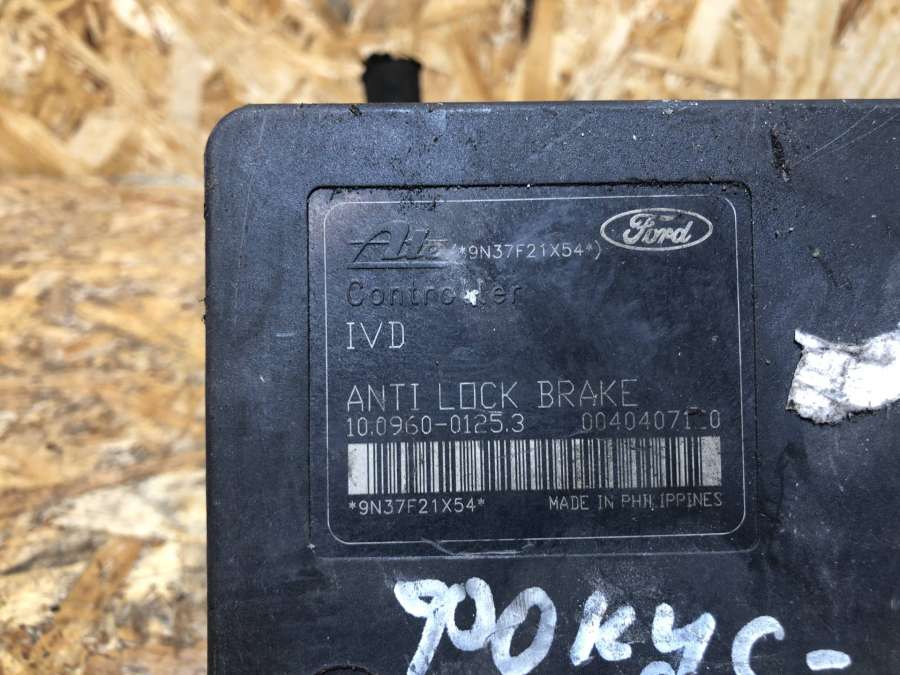 Ate (*9N37F21X54*) Ford
Controller
IVD
ANTI LOCK BRAKE
10.0960-0125.3
*9N37F21X54* MADE IN PHILIPPINES